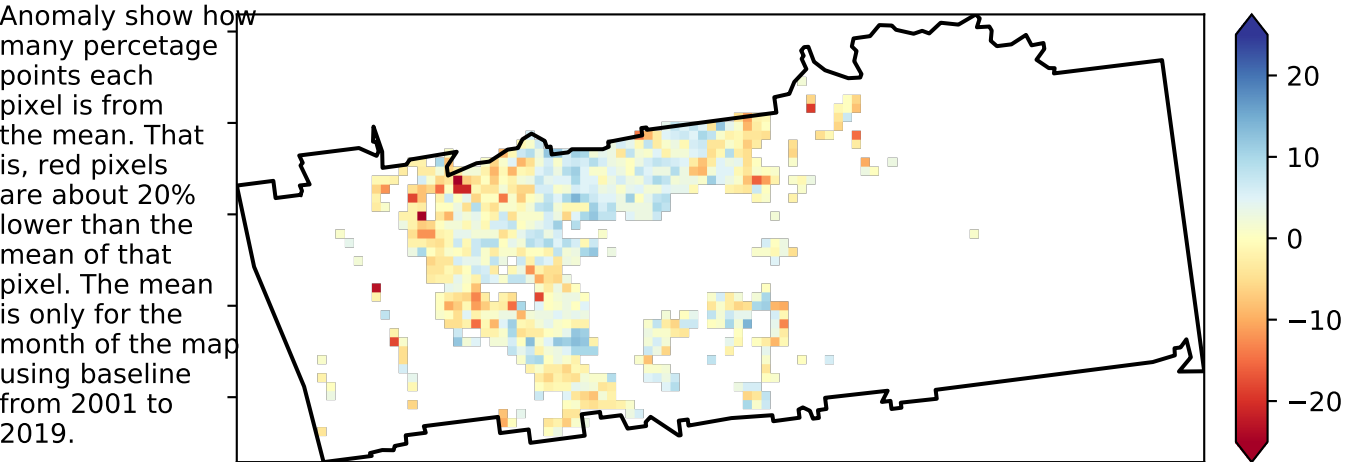 Anomaly show how
many percetage
points each
pixel is from
the mean. That
is, red pixels
are about 20%
lower than the
mean of that
pixel. The mean
is only for the
month of the map
using baseline
from 2001 to
2019.
20
10
0
−10
−20